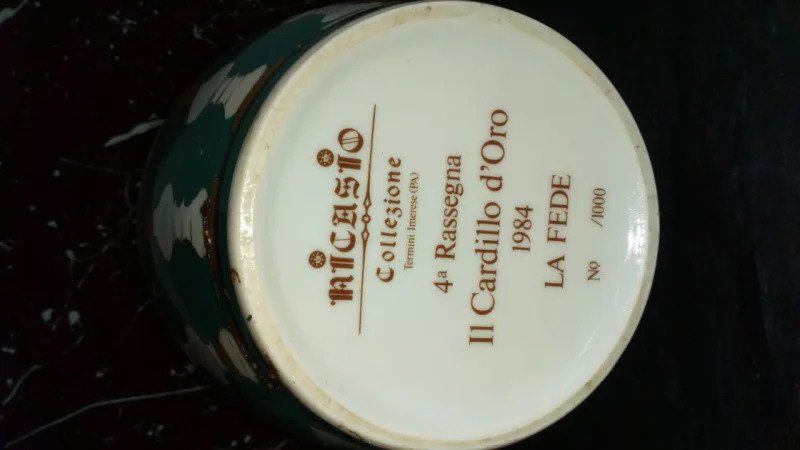 NICASIO
Collezione
Termini Imerese (PA)
4ª Rassegna
Il Cardillo d'Oro
1984
LA FEDE
Nº /1000